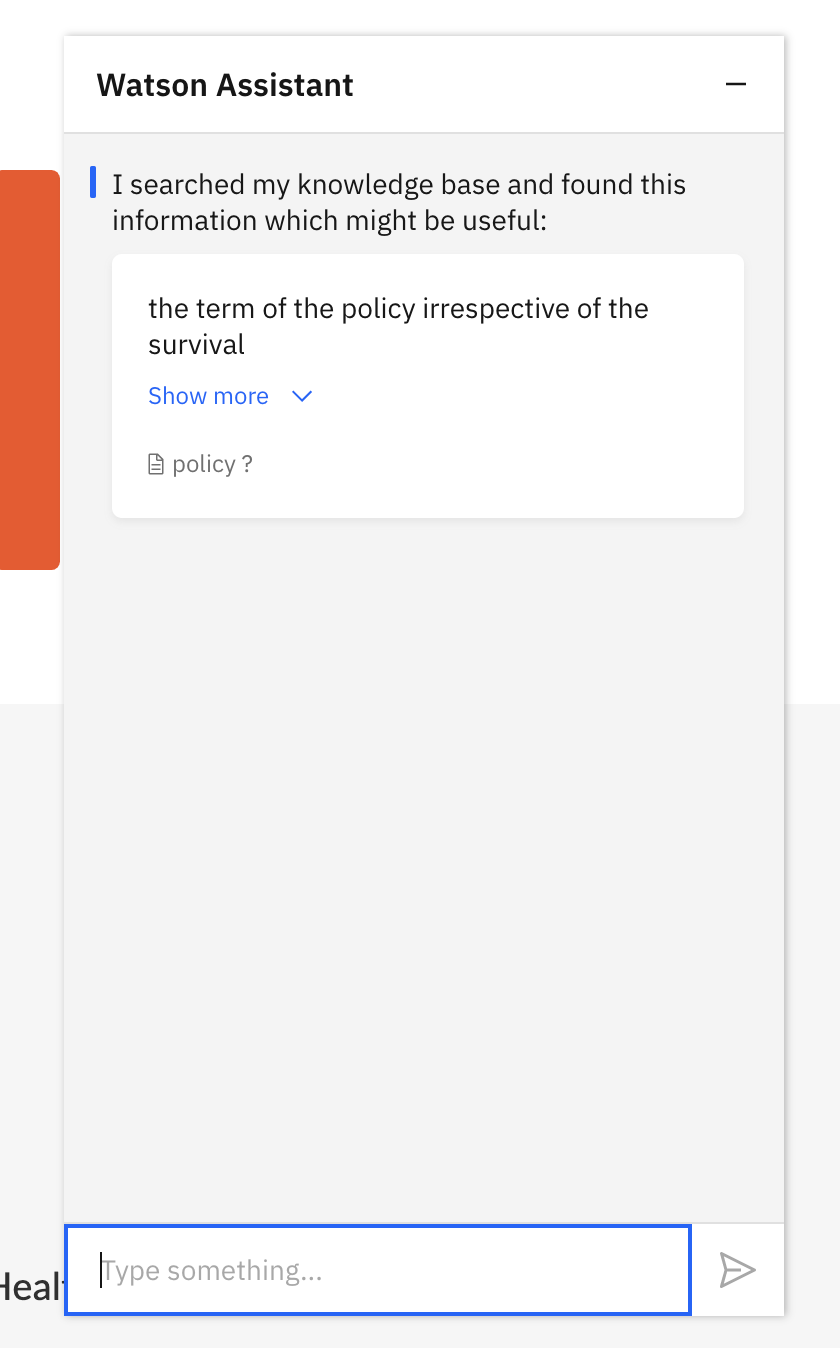 Watson Assistant
I searched my knowledge base and found this
information which might be useful:
the term of the policy irrespective of the
survival
Show more
policy ?
Type something...